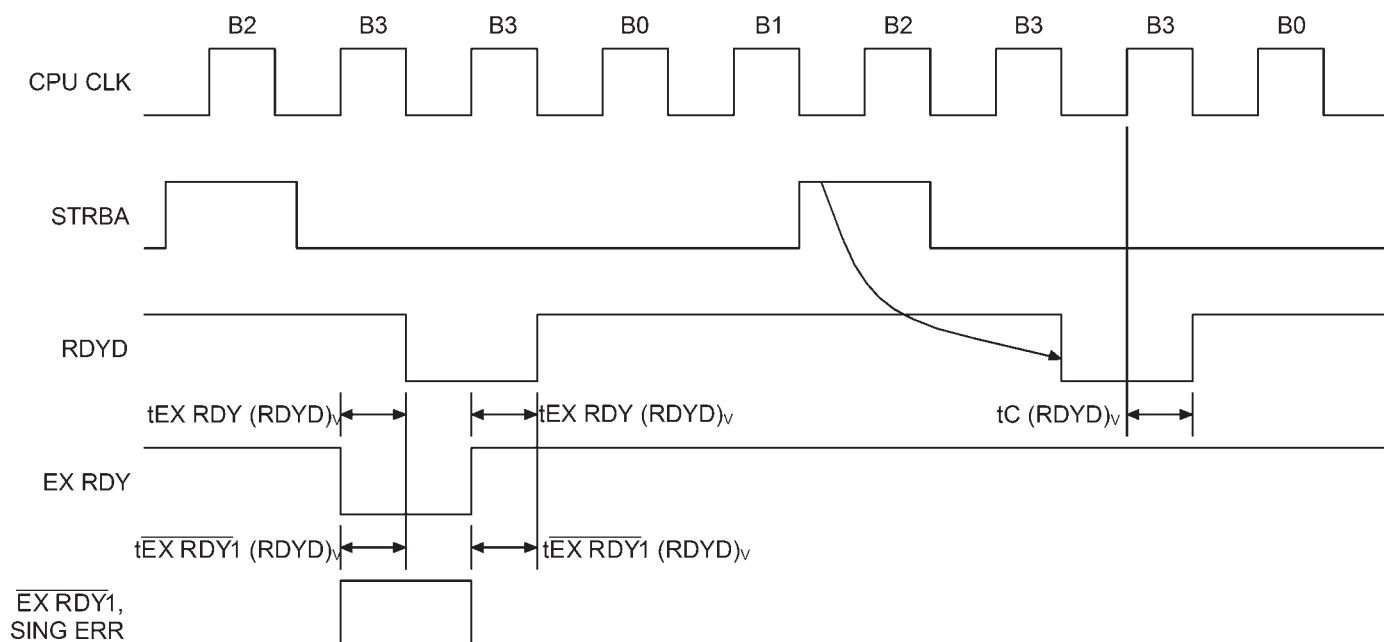 B2 B3 B3 B0 B1 B2 B3 B3 B0
CPU CLK
STRBA
RDYD
tEX RDY (RDYD)V tEX RDY (RDYD)V tC (RDYD)V
EX RDY
tEX RDY1 (RDYD)V tEX RDY1 (RDYD)V
EX RDY1,
SING ERR